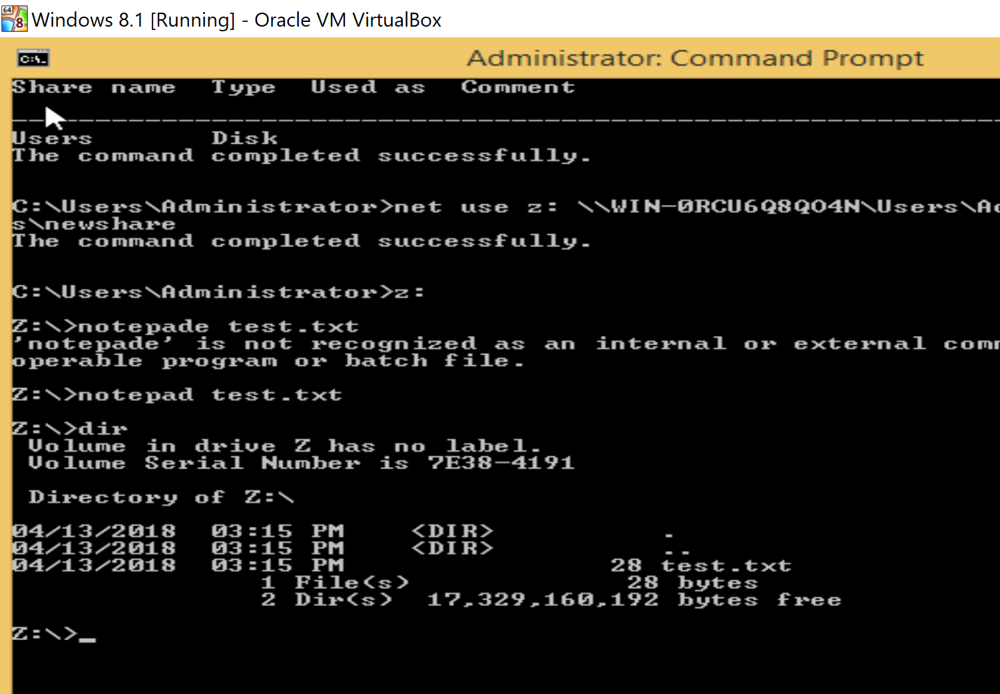 64
8
Windows 8.1 [Running] - Oracle VM VirtualBox
C:\.
Administrator: Command Prompt
Share name   Type   Used as   Comment
-------------------------------------------------------------
Users        Disk
The command completed successfully.
C:\Users\Administrator>net use z: \\WIN-0RCU6Q8QO4N\Users\
s\newshare
The command completed successfully.
C:\Users\Administrator>z:
Z:\>notepade test.txt
'notepade' is not recognized as an internal or external
operable program or batch file.
Z:\>notepad test.txt
Z:\>dir
 Volume in drive Z has no label.
 Volume Serial Number is 7E38-4191
 Directory of Z:\
04/13/2018  03:15 PM    <DIR>          .
04/13/2018  03:15 PM    <DIR>          ..
04/13/2018  03:15 PM                28 test.txt
               1 File(s)             28 bytes
               2 Dir(s)  17,329,160,192 bytes free
Z:\>_